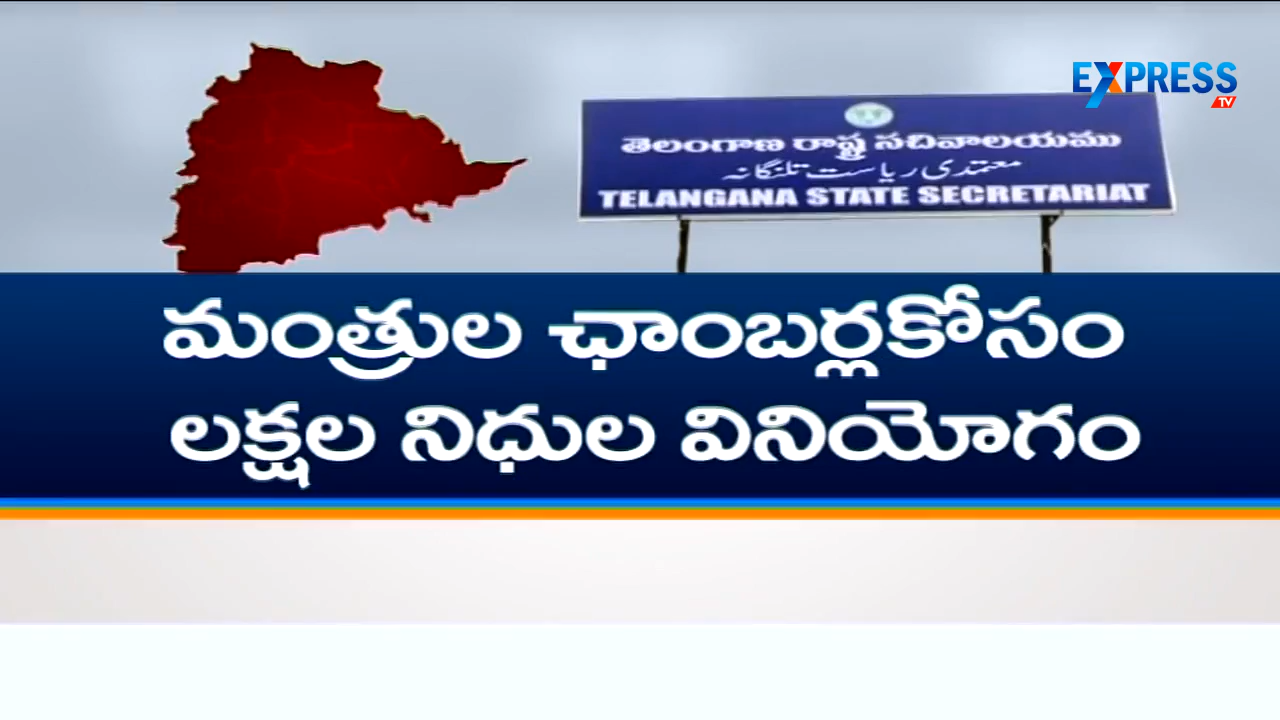 EXPRESS
TV
తెలంగాణ రాష్ట్ర సచివాలయము
معتمدی ریاست تلنگانہ
TELANGANA STATE SECRETARIAT
మంత్రుల ఛాంబర్లకోసం
లక్షల నిధుల వినియోగం